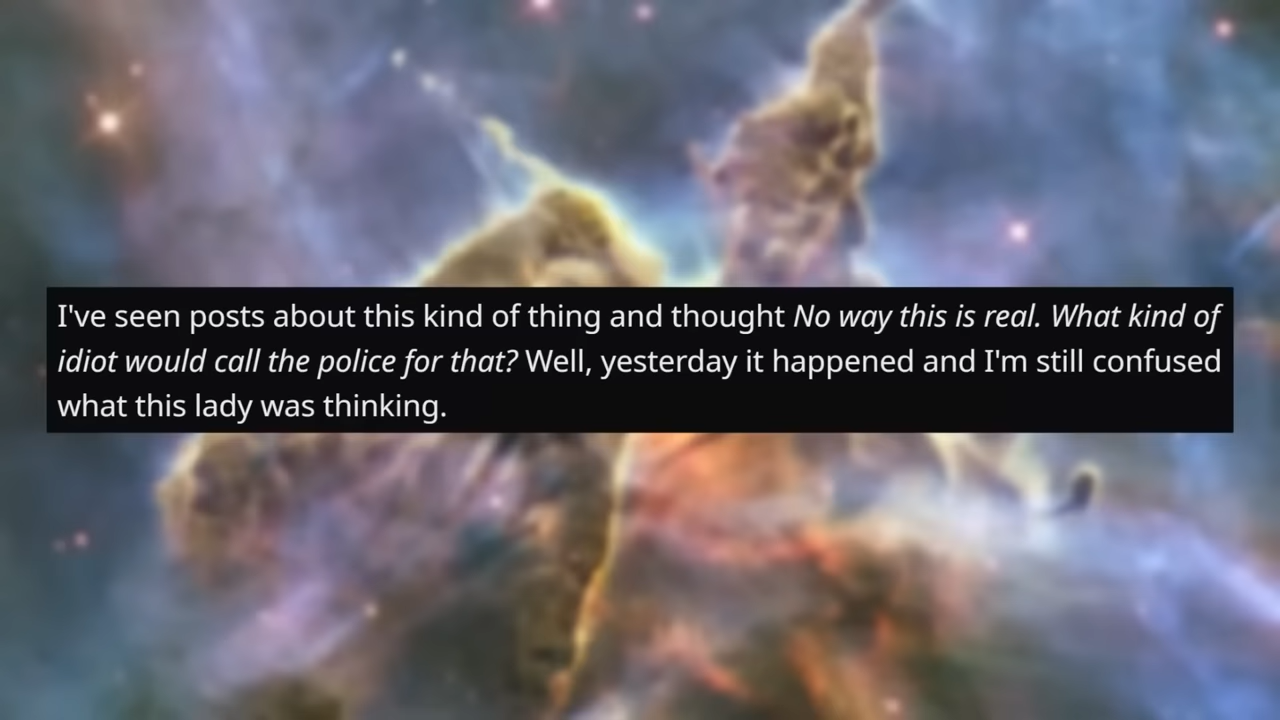 I've seen posts about this kind of thing and thought No way this is real. What kind of
idiot would call the police for that? Well, yesterday it happened and I'm still confused
what this lady was thinking.